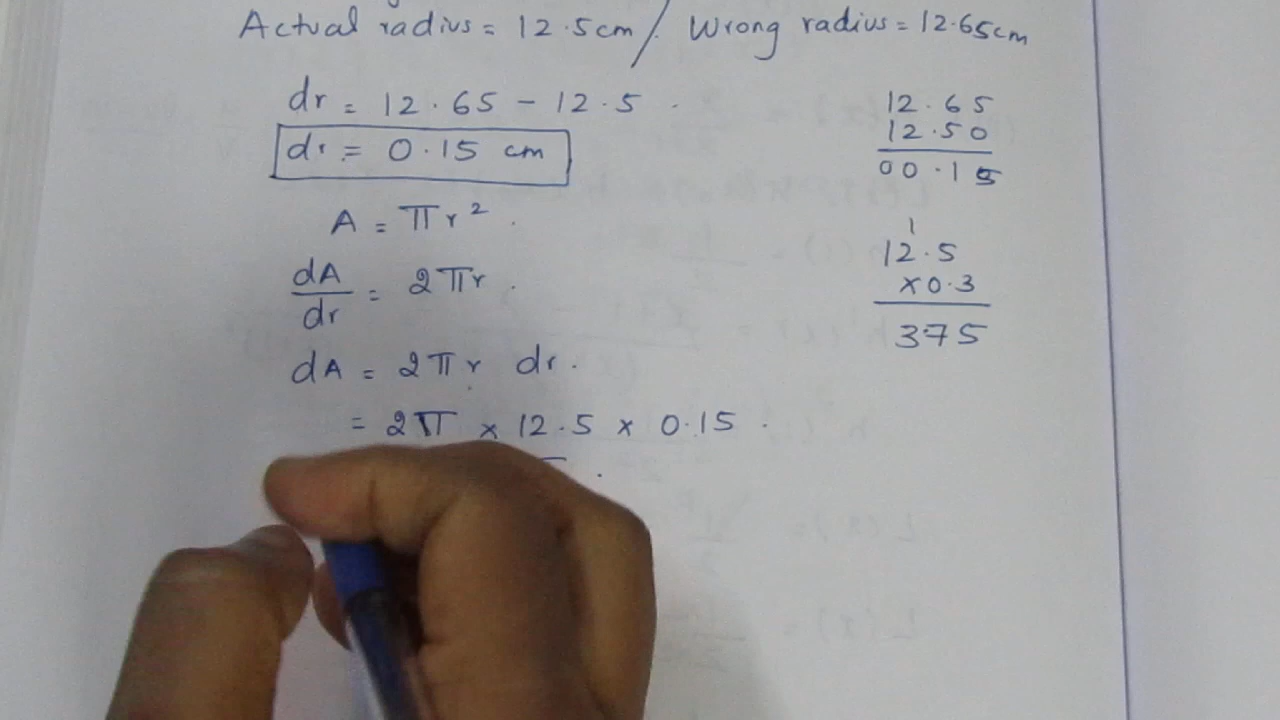 Actual radius = 12.5cm / Wrong radius = 12.65cm
dr = 12.65 - 12.5
dr = 0.15 cm
A = πr²
dA/dr = 2πr
dA = 2πr dr.
= 2π × 12.5 × 0.15
12.65
12.50
00.15
1
12.5
×0.3
3.75